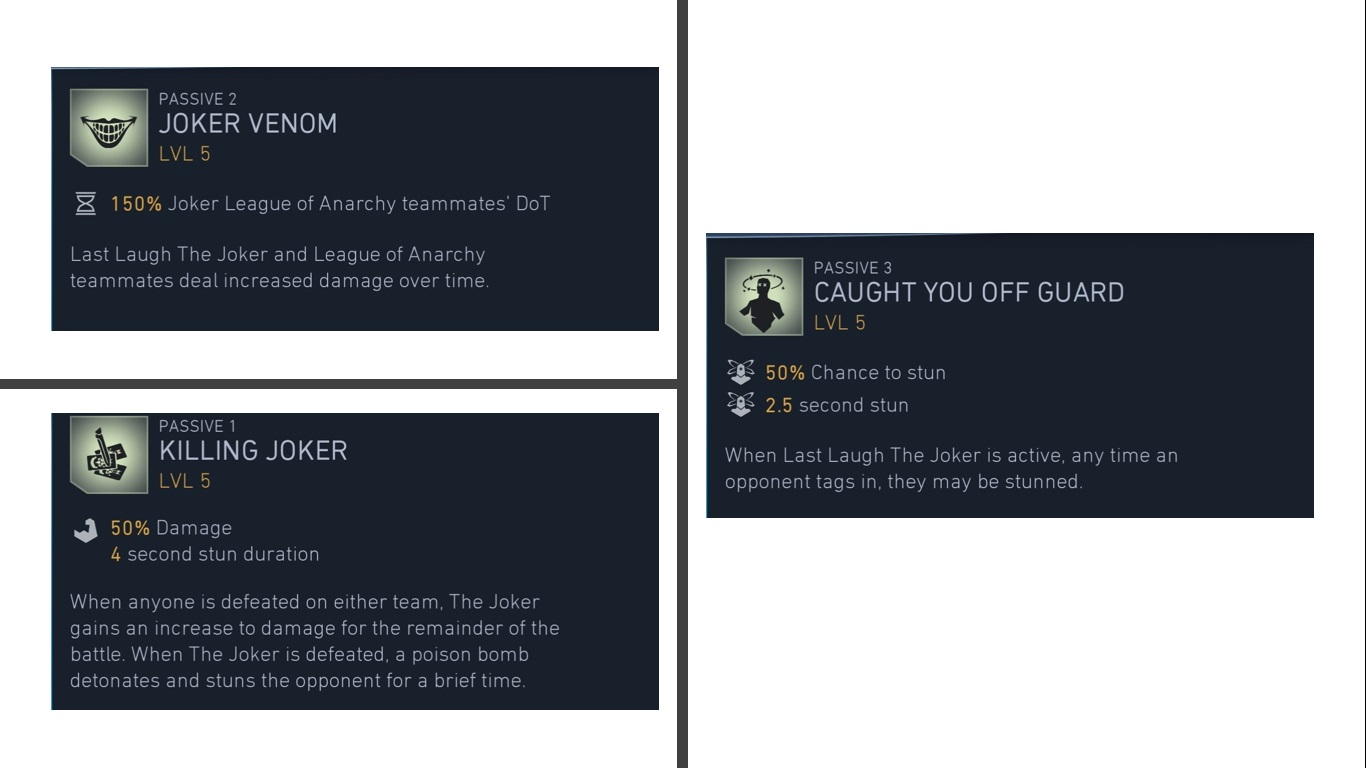 PASSIVE 2
JOKER VENOM
LVL 5
150% Joker League of Anarchy teammates' DoT
Last Laugh The Joker and League of Anarchy
teammates deal increased damage over time.
PASSIVE 1
KILLING JOKER
LVL 5
50% Damage
4 second stun duration
When anyone is defeated on either team, The Joker
gains an increase to damage for the remainder of the
battle. When The Joker is defeated, a poison bomb
detonates and stuns the opponent for a brief time.
PASSIVE 3
CAUGHT YOU OFF GUARD
LVL 5
50% Chance to stun
2.5 second stun
When Last Laugh The Joker is active, any time an
opponent tags in, they may be stunned.